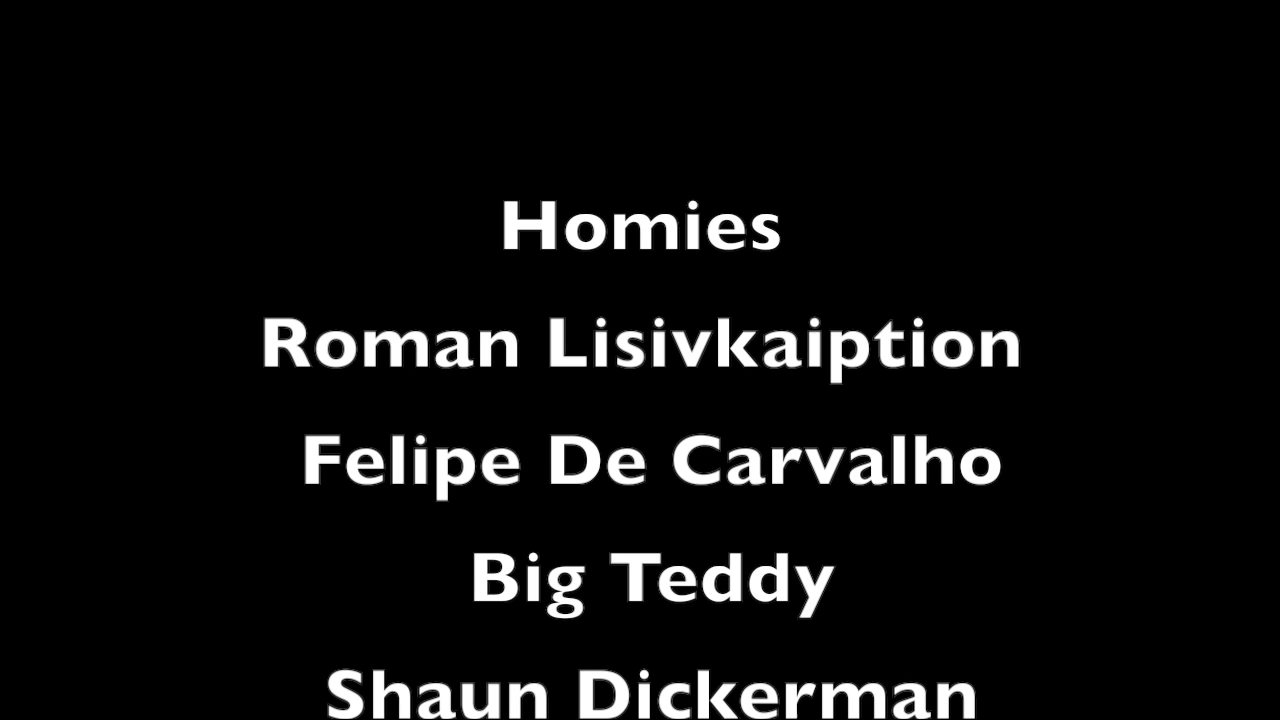 Homies
Roman Lisivkaiption
Felipe De Carvalho
Big Teddy
Shaun Dickerman